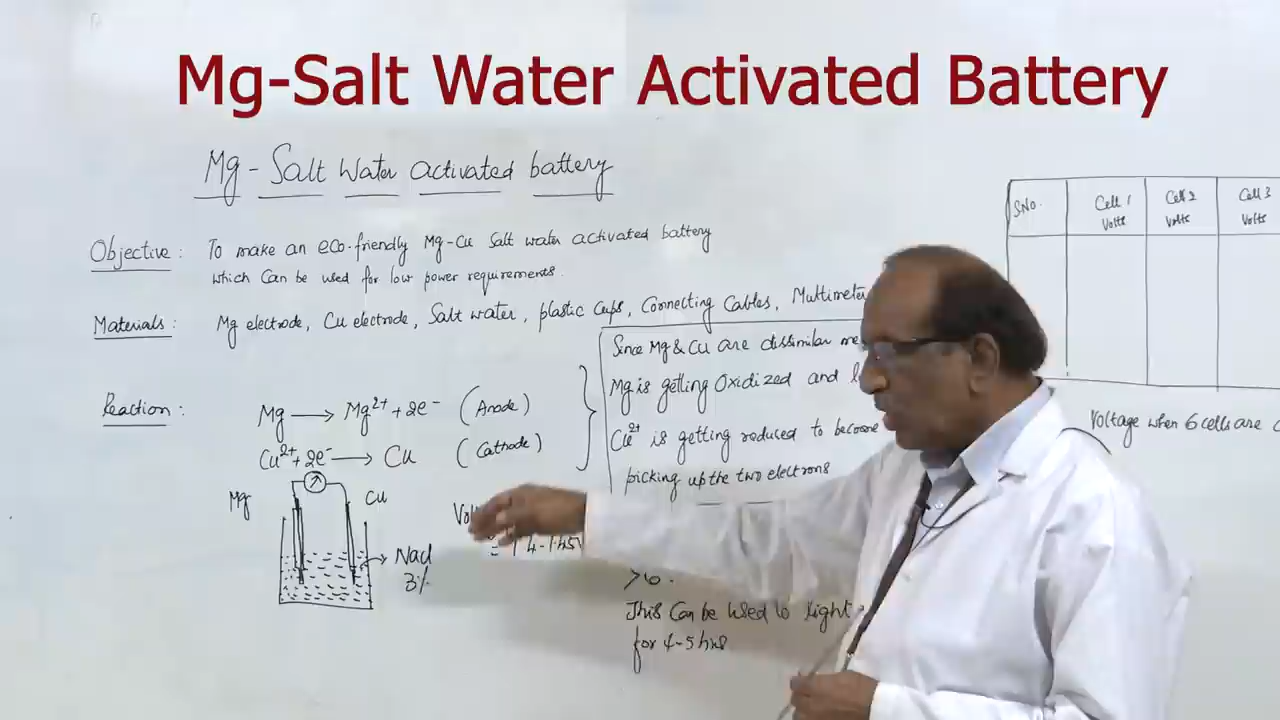 Mg-Salt Water Activated Battery
Mg - Salt Water activated battery
Objective : To make an eco-friendly Mg-Cu Salt water activated battery
which Can be used for low power requirements.
Materials : Mg electrode, Cu electrode, Salt water, plastic Cups, Connecting Cables, Multimeter
Since Mg & Cu are dissimilar
Mg is getting Oxidized and
Reaction : Mg → Mg2+ + 2e- (Anode)
Cu2+ is getting reduced to become
Cu2+ + 2e- → Cu (Cathode)
picking up the two electrons
Mg Cu
NaCl
3%
This Can be Used to light
for 4-5 hrs
S.No. Cell 1 Volts Cell 2 Volts Cell 3 Volts
Voltage when 6 cells are